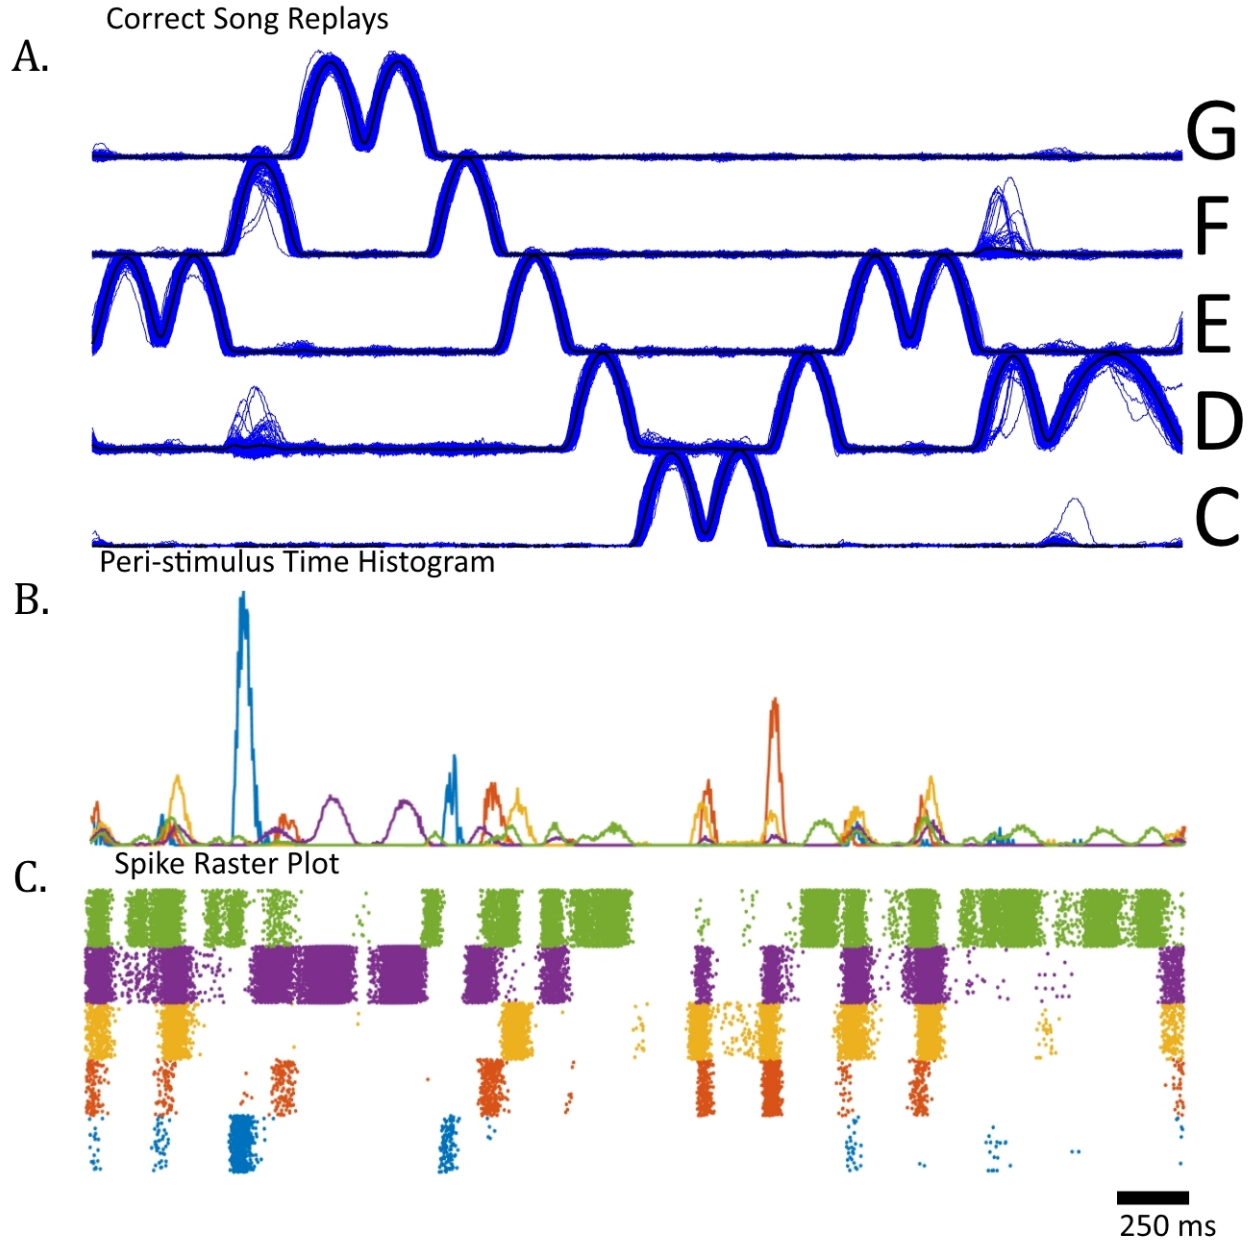 Correct Song Replays
A.
G
F
E
D
C
Peri-stimulus Time Histogram
B.
Spike Raster Plot
C.
250 ms